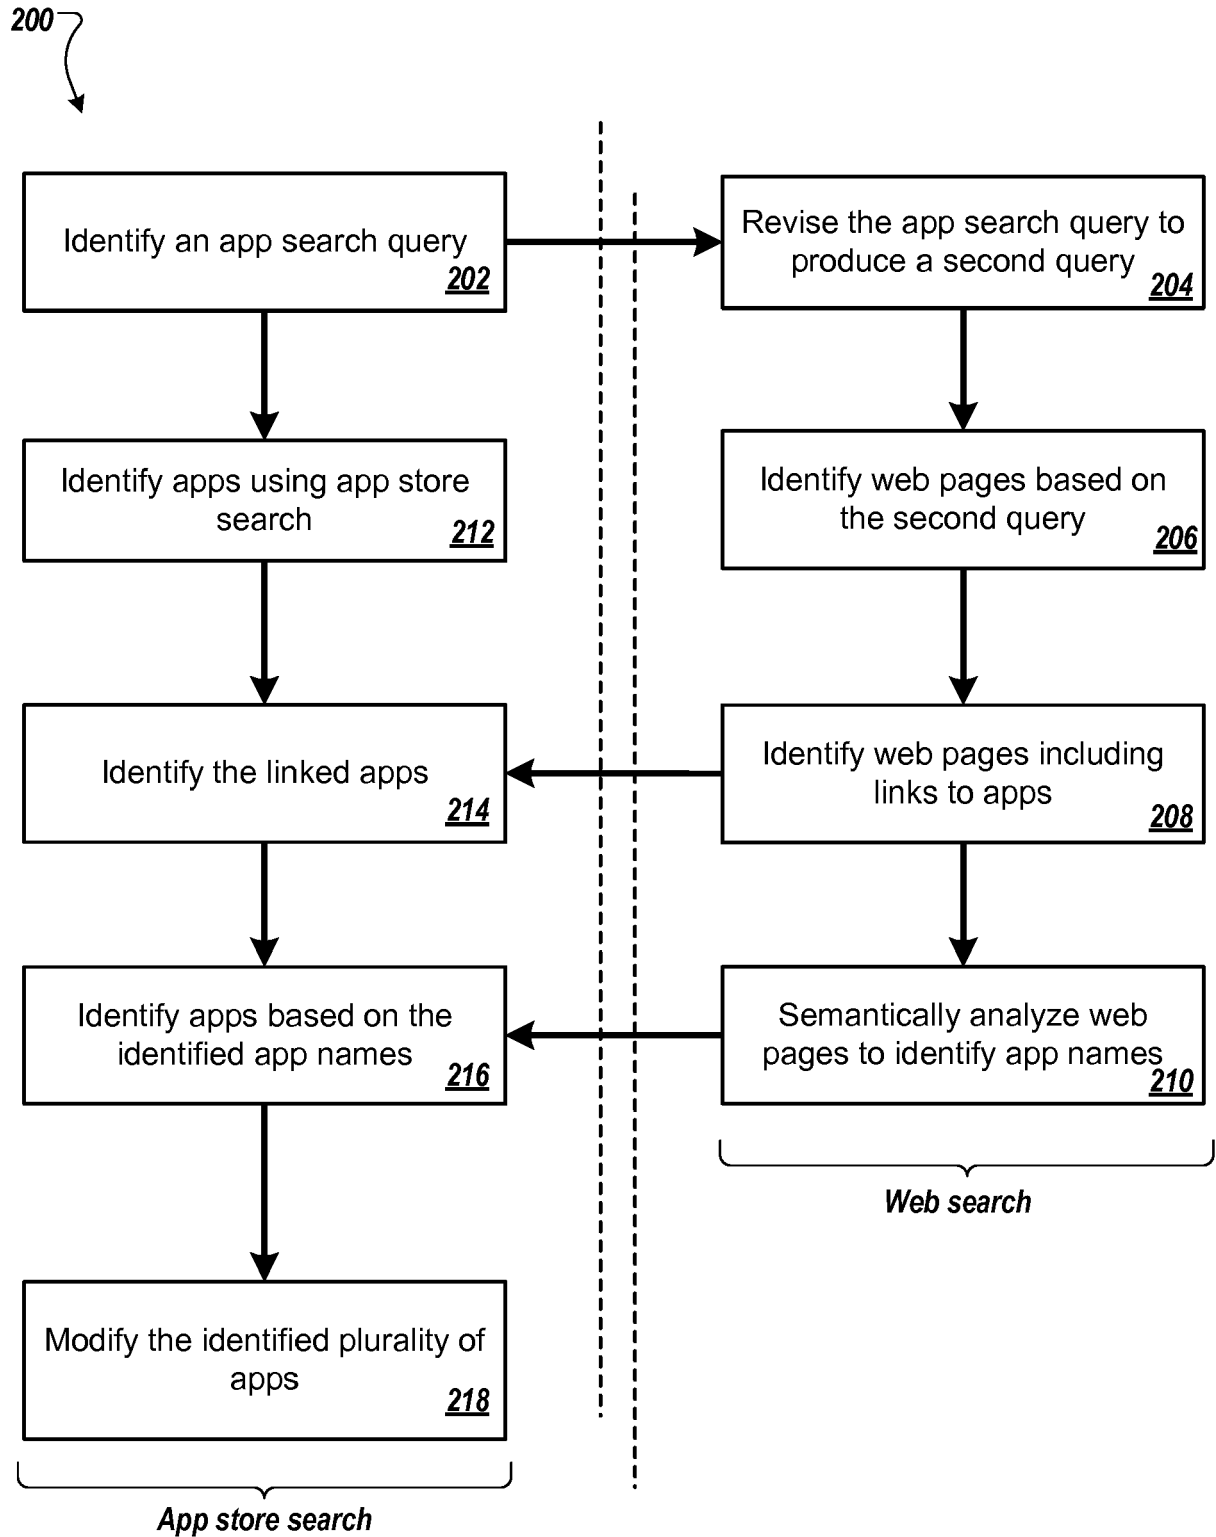 200
Identify an app search query
202
Revise the app search query to
produce a second query
204
Identify apps using app store
search
212
Identify web pages based on
the second query
206
Identify the linked apps
214
Identify web pages including
links to apps
208
Identify apps based on the
identified app names
216
Semantically analyze web
pages to identify app names
210
Web search
Modify the identified plurality of
apps
218
App store search